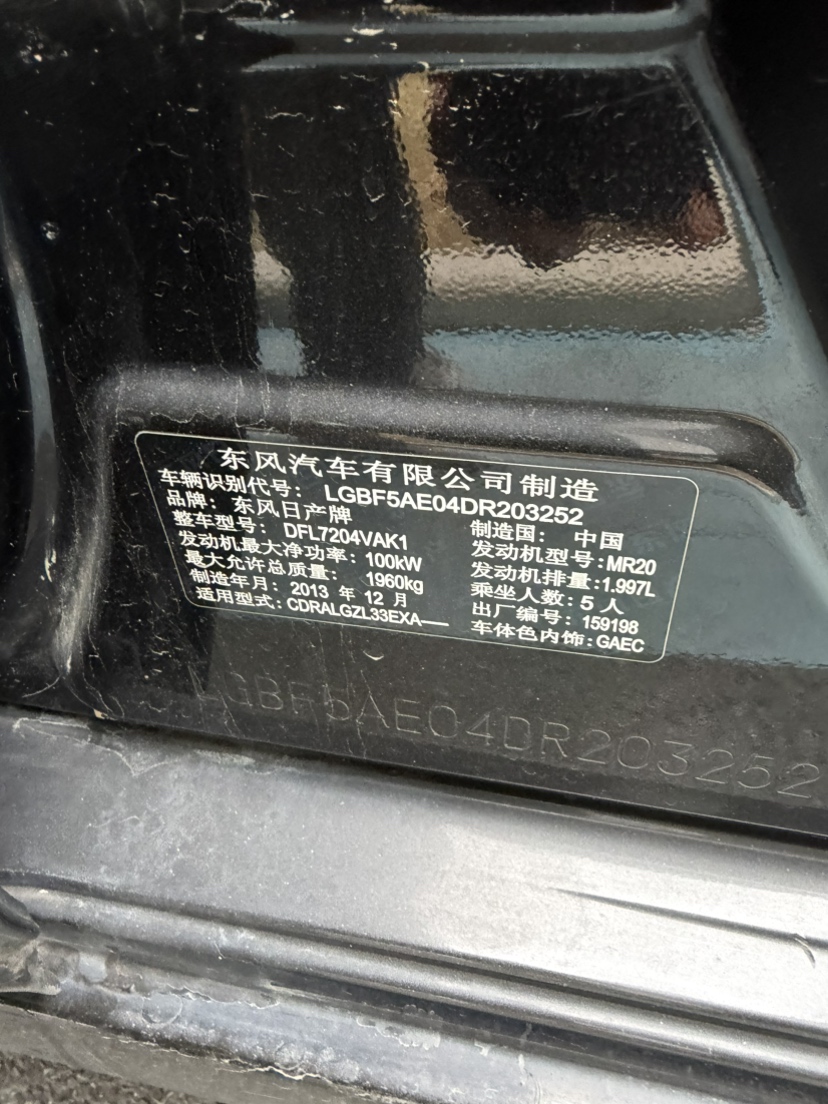 东风汽车有限公司制造
车辆识别代号: LGBF5AE04DR203252
品牌: 东风日产牌 制造国: 中国
整车型号: DFL7204VAK1 发动机型号:MR20
发动机最大净功率: 100kW 发动机排量:1.997L
最大允许总质量: 1960kg 乘坐人数: 5 人
制造年月: 2013 年 12 月 出厂编号: 159198
适用型式: CDRALGZL33EXA— 车体色内饰:GAEC
LGBF5AE04DR203252